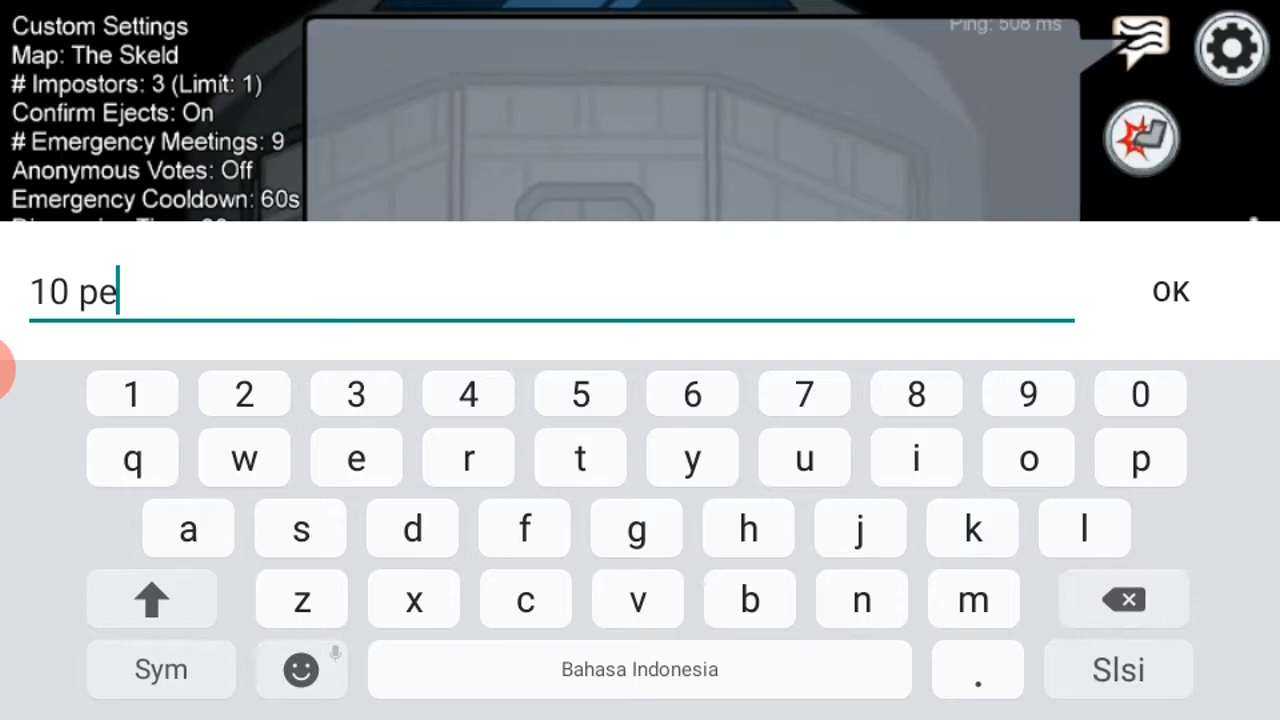 Custom Settings
Map: The Skeld
# Impostors: 3 (Limit: 1)
Confirm Ejects: On
# Emergency Meetings: 9
Anonymous Votes: Off
Emergency Cooldown: 60s
Ping: 508 ms
10 pe
OK
1 2 3 4 5 6 7 8 9 0
q w e r t y u i o p
a s d f g h j k l
z x c v b n m
Sym Bahasa Indonesia . Slsi